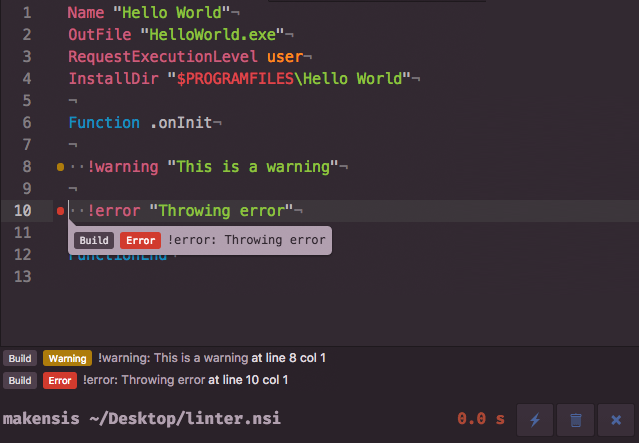 1 Name "Hello World"¬
2 OutFile "HelloWorld.exe"¬
3 RequestExecutionLevel user¬
4 InstallDir "$PROGRAMFILES\Hello World"¬
5 ¬
6 Function .onInit¬
7 ¬
8 ··!warning "This is a warning"¬
9 ¬
10 ··!error "Throwing error"¬
11 Build Error !error: Throwing error
12 FunctionEnd¬
13
Build Warning !warning: This is a warning at line 8 col 1
Build Error !error: Throwing error at line 10 col 1
makensis ~/Desktop/linter.nsi 0.0 s